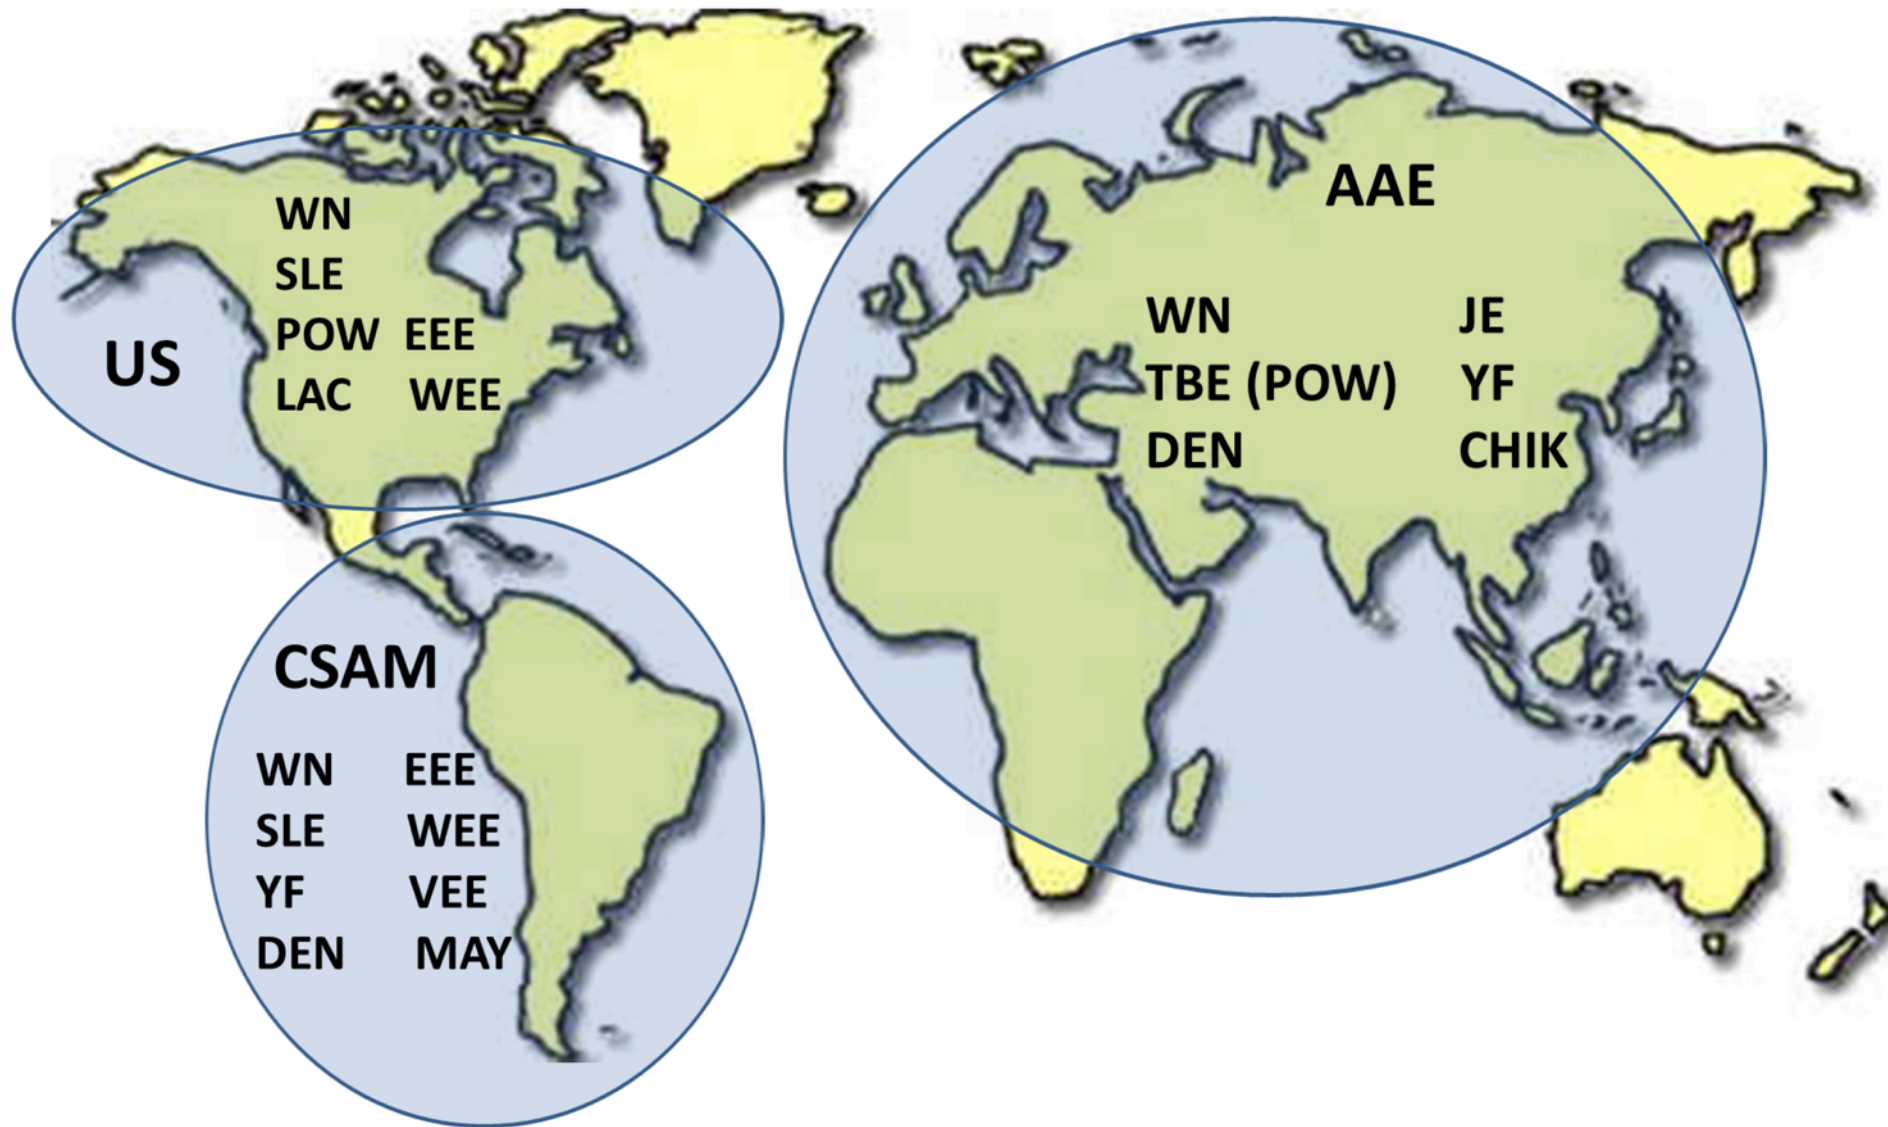 WN
SLE
POW EEE
LAC WEE
US
AAE
WN JE
TBE (POW) YF
DEN CHIK
CSAM
WN EEE
SLE WEE
YF VEE
DEN MAY